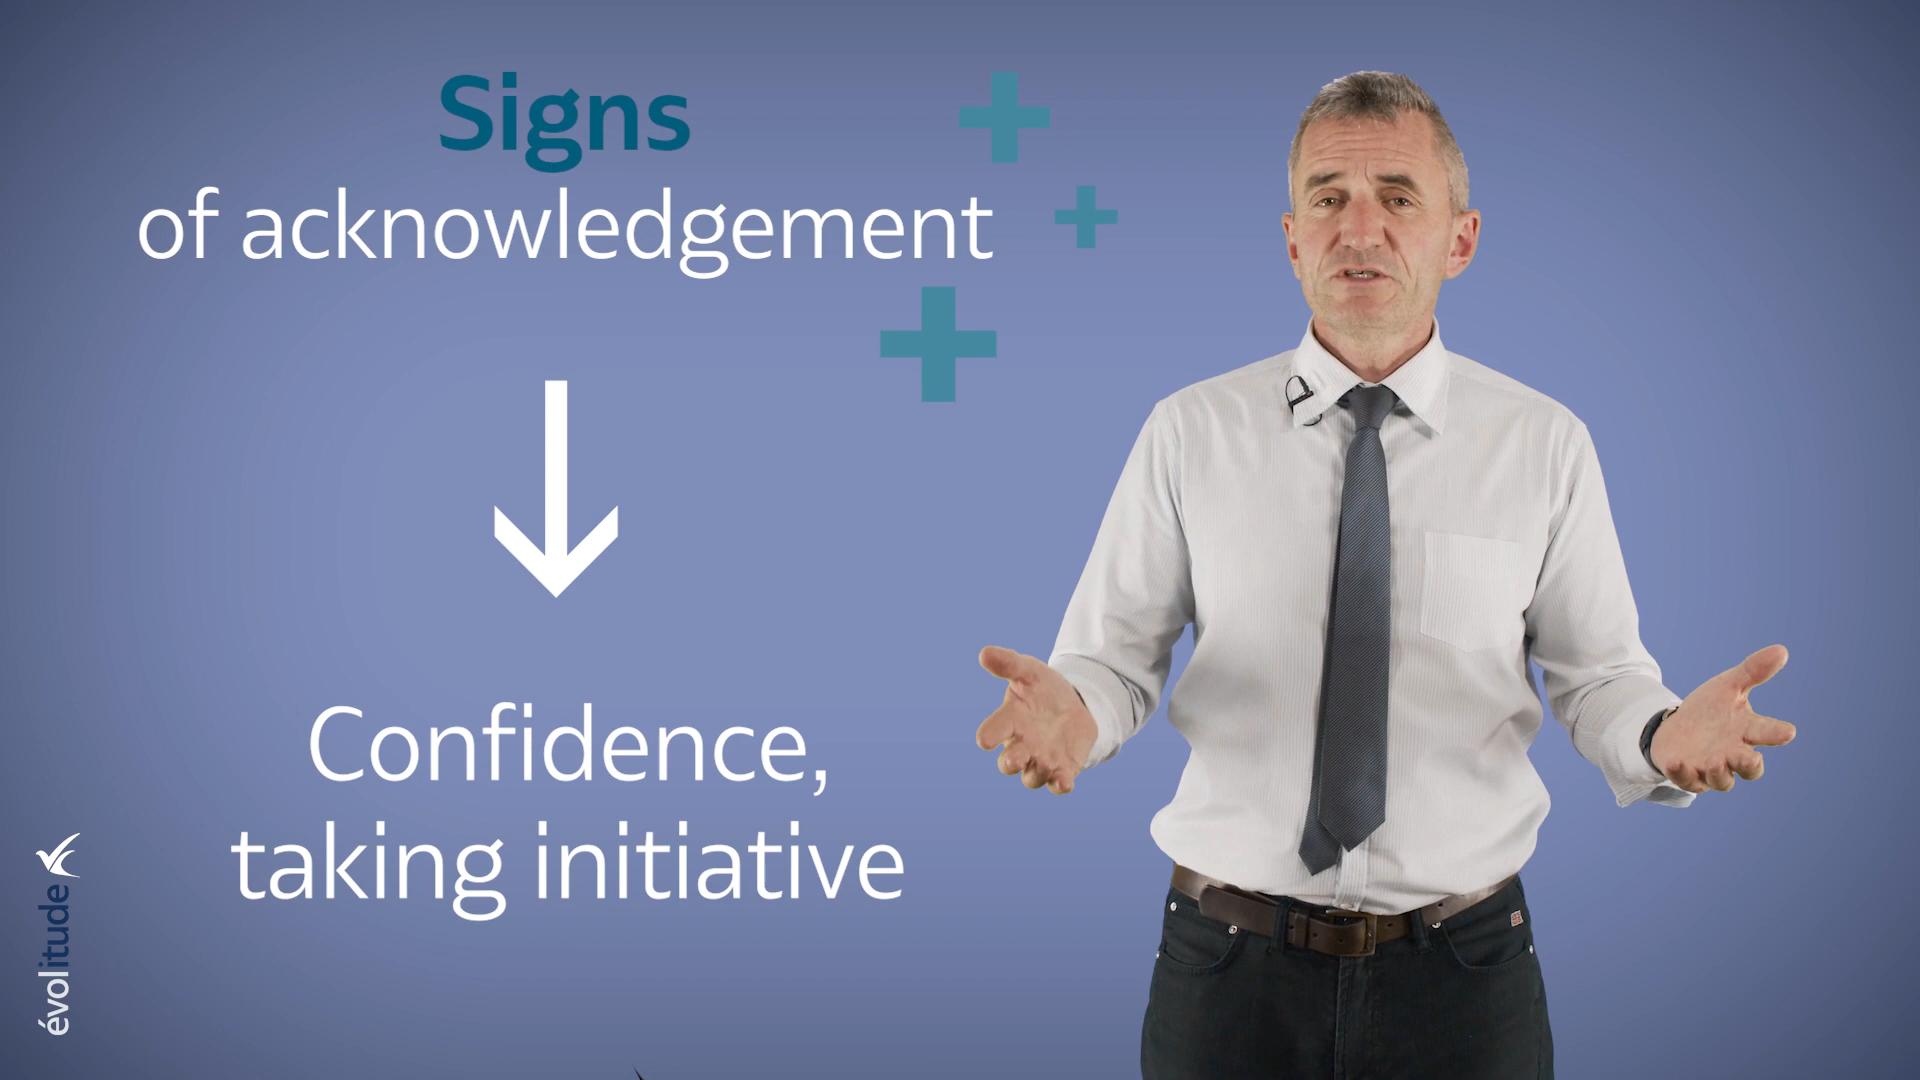 Signs
of acknowledgement
Confidence,
taking initiative
évolitude